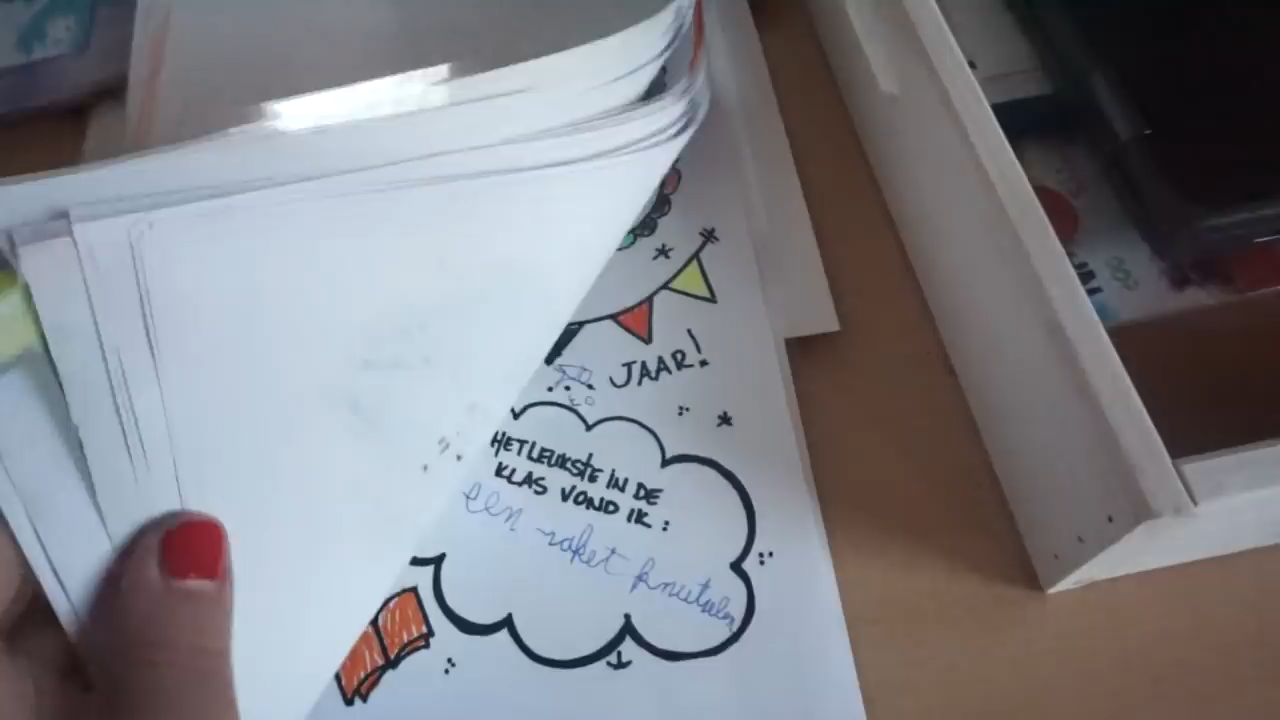 JAAR!
HET LEUKSTE IN DE
KLAS VOND IK:
een raket knutselen